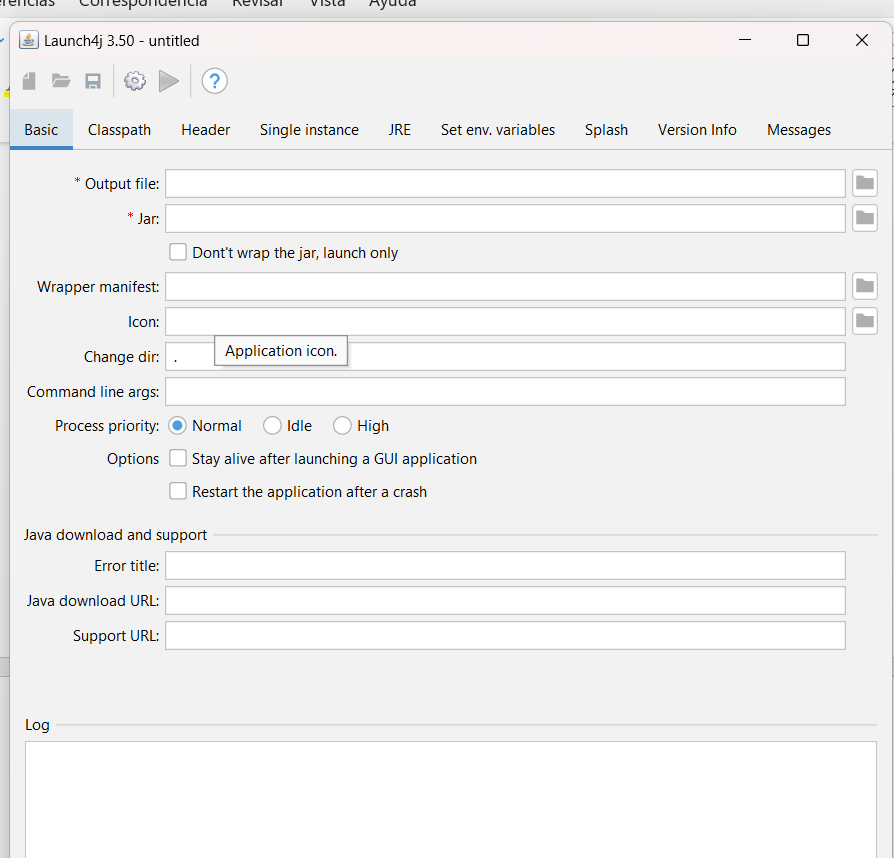 Correspondencia Revisar Vista Ayuda
Launch4j 3.50 - untitled
?
Basic Classpath Header Single instance JRE Set env. variables Splash Version Info Messages
* Output file:
* Jar:
Dont't wrap the jar, launch only
Wrapper manifest:
Icon:
Application icon.
Change dir: .
Command line args:
Process priority: Normal Idle High
Options Stay alive after launching a GUI application
Restart the application after a crash
Java download and support
Error title:
Java download URL:
Support URL:
Log